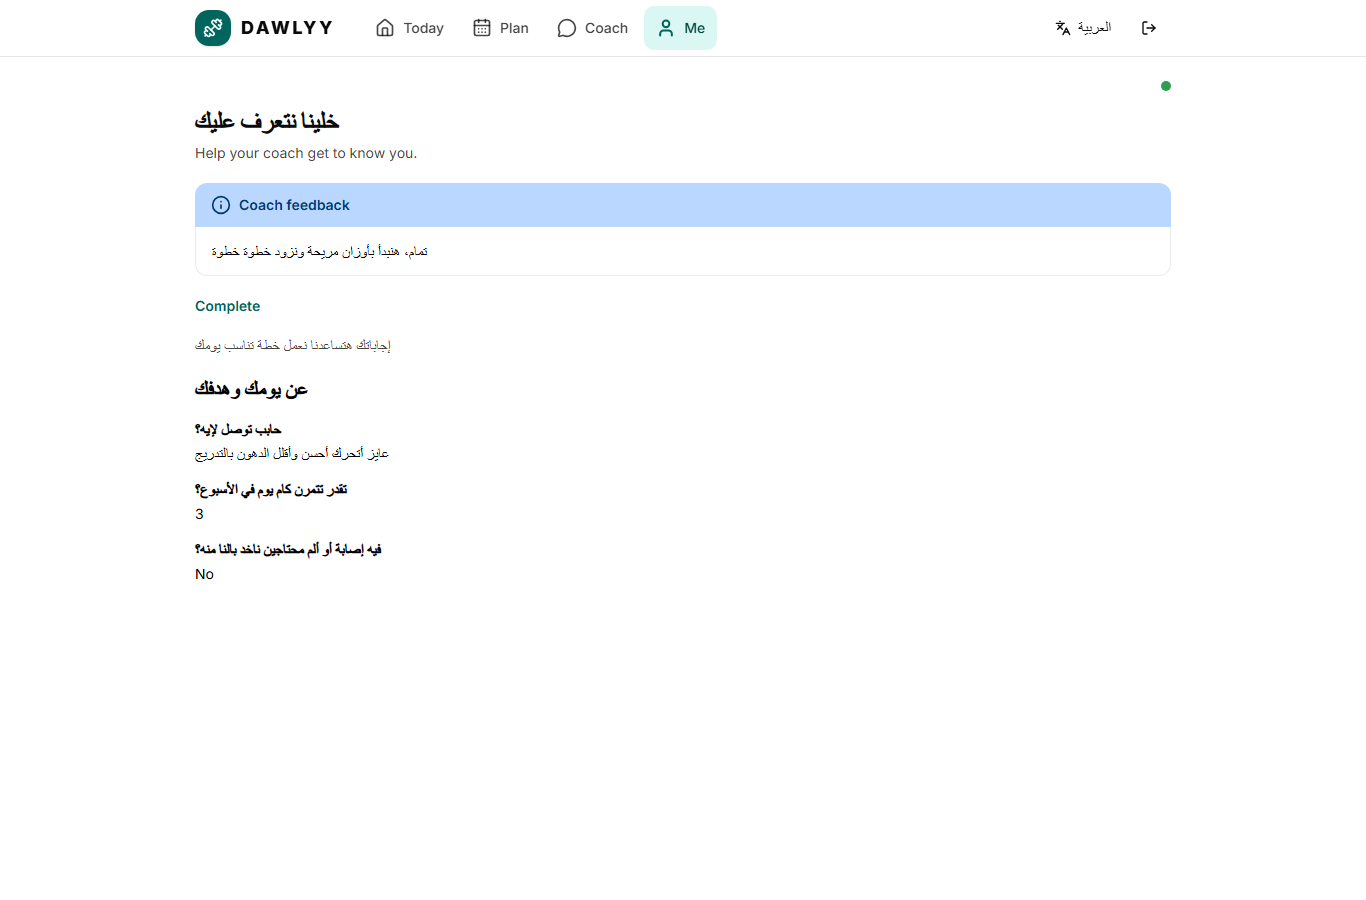 DAWLYY
Today
Plan
Coach
Me
العربية
خلينا نتعرف عليك
Help your coach get to know you.
Coach feedback
تمام، هنبدأ بأوزان مريحة ونزود خطوة خطوة
Complete
إجاباتك هتساعدنا نعمل خطة تناسب يومك
عن يومك وهدفك
حابب توصل لإيه؟
عايز أتحرك أحسن وأقلل الدهون بالتدريج
تقدر تتمرن كام يوم في الأسبوع؟
3
فيه إصابة أو ألم محتاجين ناخد بالنا منه؟
No